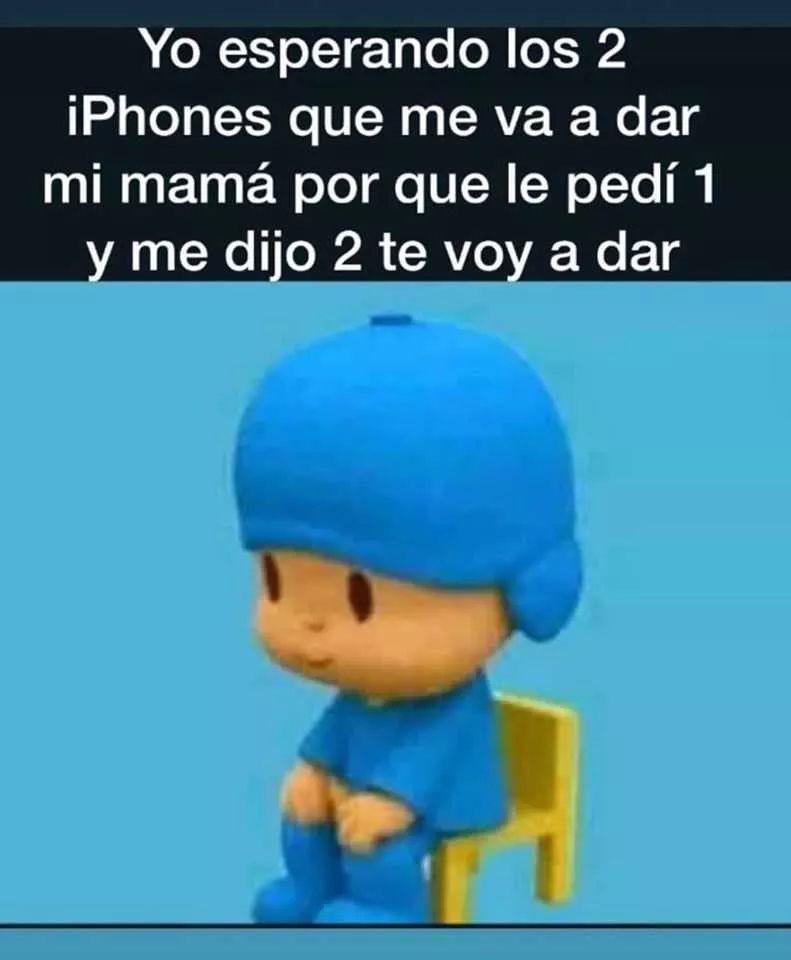 Yo esperando los 2
iPhones que me va a dar
mi mamá por que le pedí 1
y me dijo 2 te voy a dar